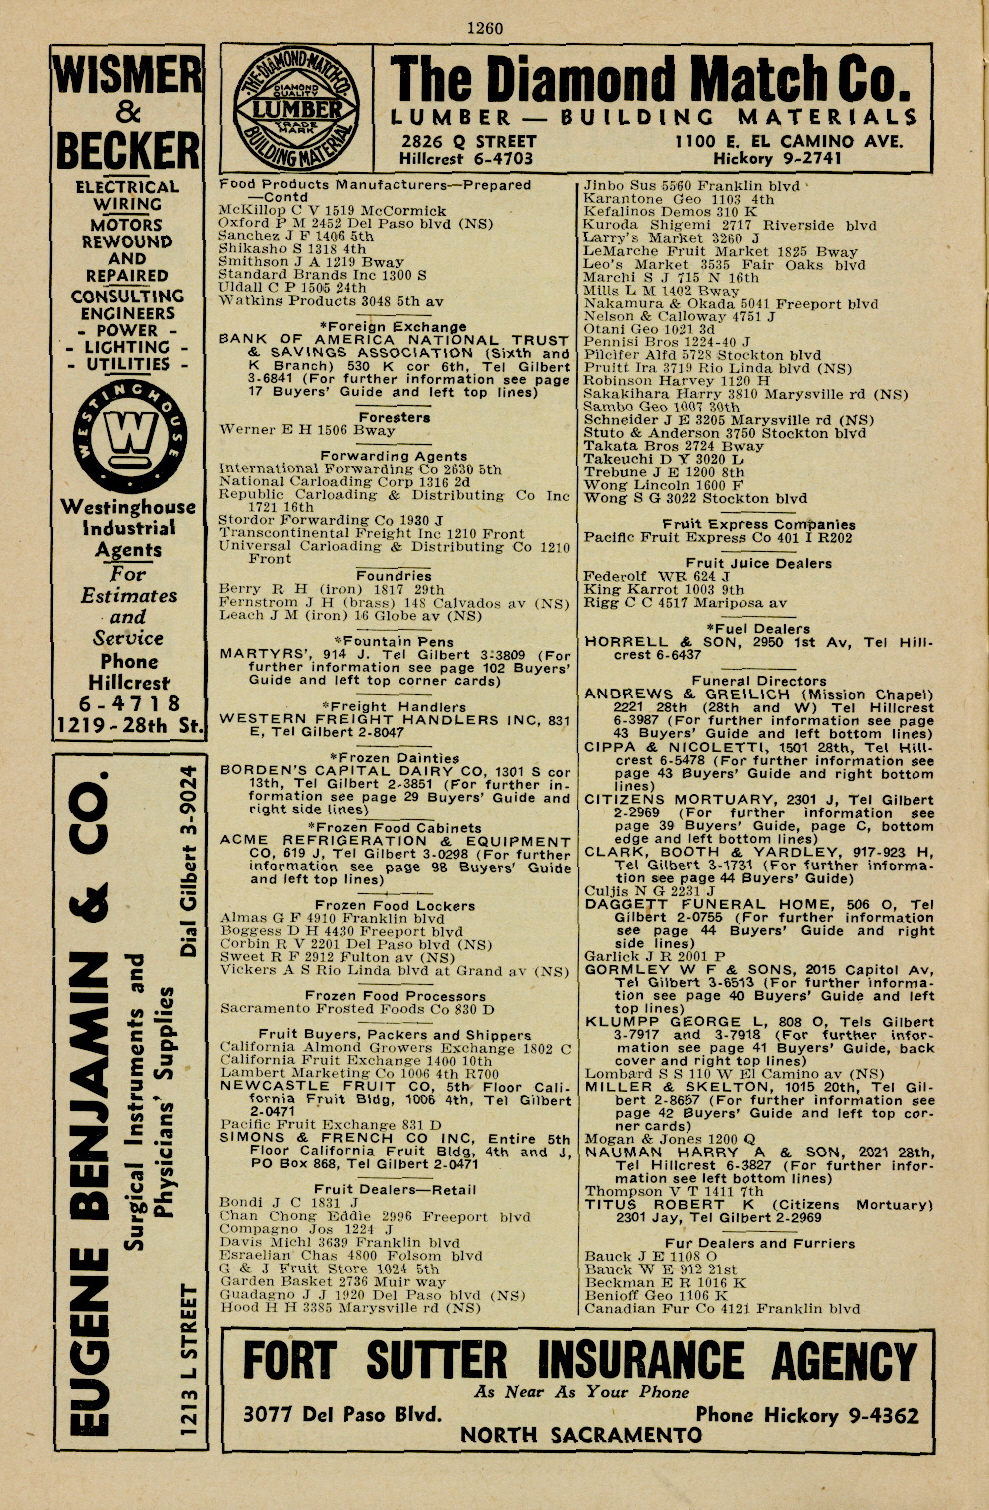 1260
WISMER
&
BECKER
ELECTRICAL
WIRING
MOTORS
REWOUND
AND
REPAIRED
CONSULTING
ENGINEERS
- POWER -
- LIGHTING -
- UTILITIES -
WESTINGHOUSE
W
Westinghouse
Industrial
Agents
For
Estimates
and
Service
Phone
Hillcrest
6-4718
1219-28th St.
EUGENE BENJAMIN & CO.
Surgical Instruments and
Physicians' Supplies
1213 L STREET
Dial Gilbert 3-9024
THE DIAMOND MATCH CO.
DIAMOND
QUALITY
LUMBER
TRADE
MARK
BUILDING MATERIAL
The Diamond Match Co.
LUMBER — BUILDING MATERIALS
2826 Q STREET
Hillcrest 6-4703
1100 E. EL CAMINO AVE.
Hickory 9-2741
Food Products Manufacturers—Prepared
—Contd
McKillop C V 1519 McCormick
Oxford P M 2452 Del Paso blvd (NS)
Sanchez J F 1406 5th
Shikasho S 1318 4th
Smithson J A 1219 Bway
Standard Brands Inc 1300 S
Uldall C P 1505 24th
Watkins Products 3048 5th av
*Foreign Exchange
BANK OF AMERICA NATIONAL TRUST
& SAVINGS ASSOCIATION (Sixth and
K Branch) 530 K cor 6th, Tel Gilbert
3-6841 (For further information see page
17 Buyers' Guide and left top lines)
Foresters
Werner E H 1506 Bway
Forwarding Agents
International Forwarding Co 2630 5th
National Carloading Corp 1316 2d
Republic Carloading & Distributing Co Inc
1721 16th
Stordor Forwarding Co 1930 J
Transcontinental Freight Inc 1210 Front
Universal Carloading & Distributing Co 1210
Front
Foundries
Berry R H (iron) 1817 29th
Fernstrom J H (brass) 148 Calvados av (NS)
Leach J M (iron) 16 Globe av (NS)
*Fountain Pens
MARTYRS', 914 J, Tel Gilbert 3-3809 (For
further information see page 102 Buyers'
Guide and left top corner cards)
*Freight Handlers
WESTERN FREIGHT HANDLERS INC, 831
E, Tel Gilbert 2-8047
*Frozen Dainties
BORDEN'S CAPITAL DAIRY CO, 1301 S cor
13th, Tel Gilbert 2-3851 (For further in-
formation see page 29 Buyers' Guide and
right side lines)
*Frozen Food Cabinets
ACME REFRIGERATION & EQUIPMENT
CO, 619 J, Tel Gilbert 3-0298 (For further
information see page 98 Buyers' Guide
and left top lines)
Frozen Food Lockers
Almas G F 4910 Franklin blvd
Boggess D H 4430 Freeport blvd
Corbin R V 2201 Del Paso blvd (NS)
Sweet R F 2912 Fulton av (NS)
Vickers A S Rio Linda blvd at Grand av (NS)
Frozen Food Processors
Sacramento Frosted Foods Co 830 D
Fruit Buyers, Packers and Shippers
California Almond Growers Exchange 1802 C
California Fruit Exchange 1400 10th
Lambert Marketing Co 1006 4th R700
NEWCASTLE FRUIT CO, 5th Floor Cali-
fornia Fruit Bldg, 1006 4th, Tel Gilbert
2-0471
Pacific Fruit Exchange 831 D
SIMONS & FRENCH CO INC, Entire 5th
Floor California Fruit Bldg, 4th and J,
PO Box 868, Tel Gilbert 2-0471
Fruit Dealers—Retail
Bondi J C 1831 J
Chan Chong Eddie 2996 Freeport blvd
Compagno Jos 1224 J
Davis Michl 3639 Franklin blvd
Esraelian Chas 4800 Folsom blvd
G & J Fruit Store 1024 5th
Garden Basket 2736 Muir way
Guadagno J J 1920 Del Paso blvd (NS)
Hood H H 3385 Marysville rd (NS)
Jinbo Sus 5560 Franklin blvd
Karantone Geo 1103 4th
Kefalinos Demos 310 K
Kuroda Shigemi 2717 Riverside blvd
Larry's Market 3260 J
LeMarche Fruit Market 1825 Bway
Leo's Market 3535 Fair Oaks blvd
Marchi S J 715 N 16th
Mills L M 1402 Bway
Nakamura & Okada 5041 Freeport blvd
Nelson & Calloway 4751 J
Otani Geo 1021 3d
Pennisi Bros 1224-40 J
Pilcifer Alfd 5728 Stockton blvd
Pruitt Ira 3719 Rio Linda blvd (NS)
Robinson Harvey 1120 H
Sakakihara Harry 3810 Marysville rd (NS)
Sambo Geo 1007 30th
Schneider J E 3205 Marysville rd (NS)
Stuto & Anderson 3750 Stockton blvd
Takata Bros 2724 Bway
Takeuchi D Y 3020 L
Trebune J E 1200 8th
Wong Lincoln 1600 F
Wong S G 3022 Stockton blvd
Fruit Express Companies
Pacific Fruit Express Co 401 I R202
Fruit Juice Dealers
Federolf WR 624 J
King Karrot 1003 9th
Rigg C C 4517 Mariposa av
*Fuel Dealers
HORRELL & SON, 2950 1st Av, Tel Hill-
crest 6-6437
Funeral Directors
ANDREWS & GREILICH (Mission Chapel)
2221 28th (28th and W) Tel Hillcrest
6-3987 (For further information see page
43 Buyers' Guide and left bottom lines)
CIPPA & NICOLETTI, 1501 28th, Tel Hill-
crest 6-5478 (For further information see
page 43 Buyers' Guide and right bottom
lines)
CITIZENS MORTUARY, 2301 J, Tel Gilbert
2-2969 (For further information see
page 39 Buyers' Guide, page C, bottom
edge and left bottom lines)
CLARK, BOOTH & YARDLEY, 917-923 H,
Tel Gilbert 3-1731 (For further informa-
tion see page 44 Buyers' Guide)
Culjis N G 2231 J
DAGGETT FUNERAL HOME, 506 O, Tel
Gilbert 2-0755 (For further information
see page 44 Buyers' Guide and right
side lines)
Garlick J R 2001 P
GORMLEY W F & SONS, 2015 Capitol Av,
Tel Gilbert 3-6513 (For further informa-
tion see page 40 Buyers' Guide and left
top lines)
KLUMPP GEORGE L, 808 O, Tels Gilbert
3-7917 and 3-7918 (For further infor-
mation see page 41 Buyers' Guide, back
cover and right top lines)
Lombard S S 110 W El Camino av (NS)
MILLER & SKELTON, 1015 20th, Tel Gil-
bert 2-8657 (For further information see
page 42 Buyers' Guide and left top cor-
ner cards)
Mogan & Jones 1200 Q
NAUMAN HARRY A & SON, 2021 28th,
Tel Hillcrest 6-3827 (For further infor-
mation see left bottom lines)
Thompson V T 1411 7th
TITUS ROBERT K (Citizens Mortuary)
2301 Jay, Tel Gilbert 2-2969
Fur Dealers and Furriers
Bauck J E 1108 O
Bauck W E 912 21st
Beckman E R 1016 K
Benioff Geo 1106 K
Canadian Fur Co 4121 Franklin blvd
FORT SUTTER INSURANCE AGENCY
As Near As Your Phone
3077 Del Paso Blvd.
Phone Hickory 9-4362
NORTH SACRAMENTO